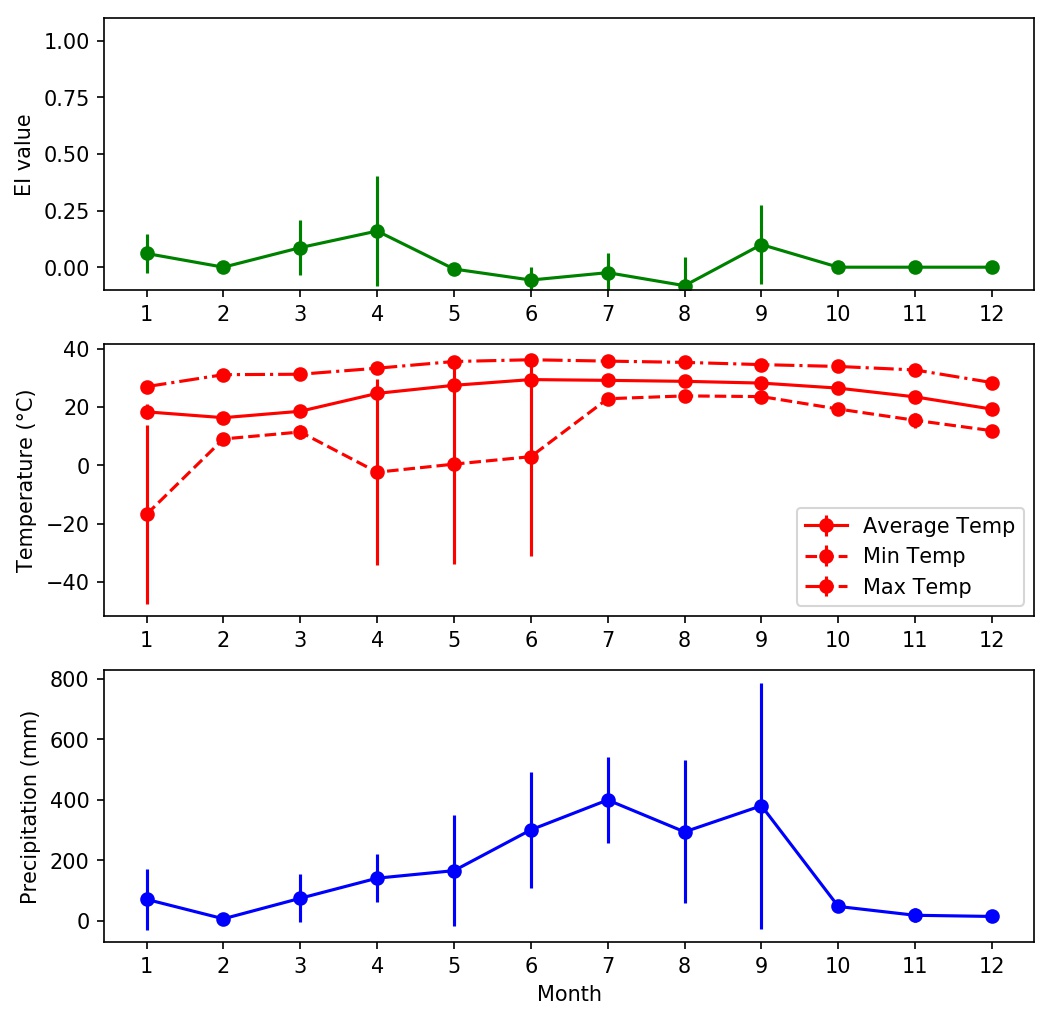 1.00
0.75
0.50
0.25
0.00
EI value
1 2 3 4 5 6 7 8 9 10 11 12
40
20
0
−20
−40
Temperature (°C)
Average Temp
Min Temp
Max Temp
1 2 3 4 5 6 7 8 9 10 11 12
800
600
400
200
0
Precipitation (mm)
1 2 3 4 5 6 7 8 9 10 11 12
Month